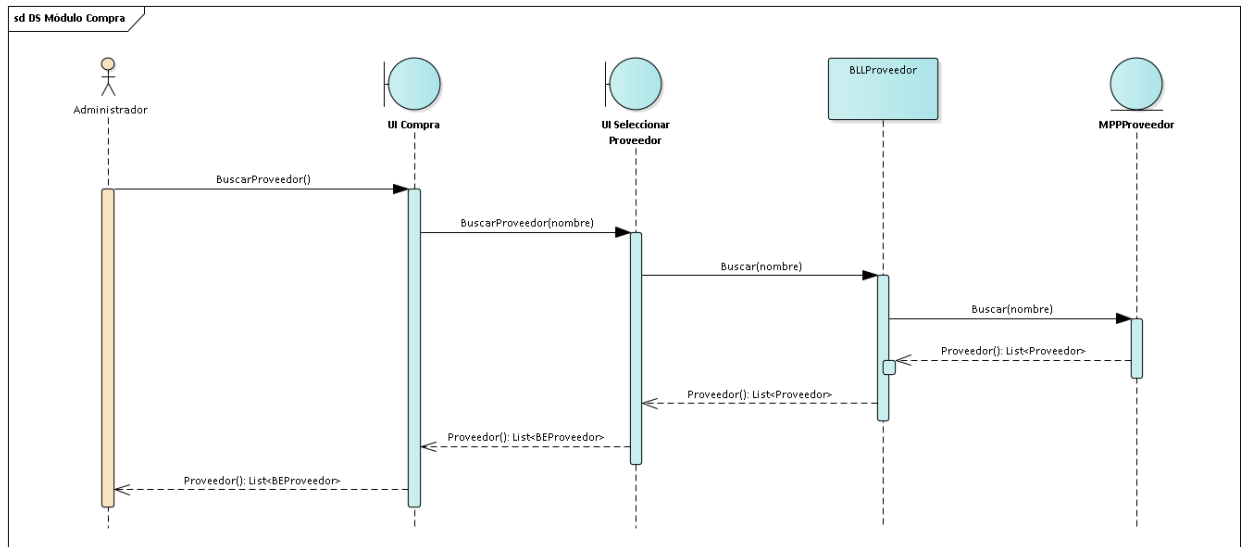 sd DS Módulo Compra
Administrador
UI Compra
UI Seleccionar
Proveedor
BLLProveedor
MPPProveedor
BuscarProveedor()
BuscarProveedor(nombre)
Buscar(nombre)
Buscar(nombre)
Proveedor(): List<Proveedor>
Proveedor(): List<Proveedor>
Proveedor(): List<BEProveedor>
Proveedor(): List<BEProveedor>